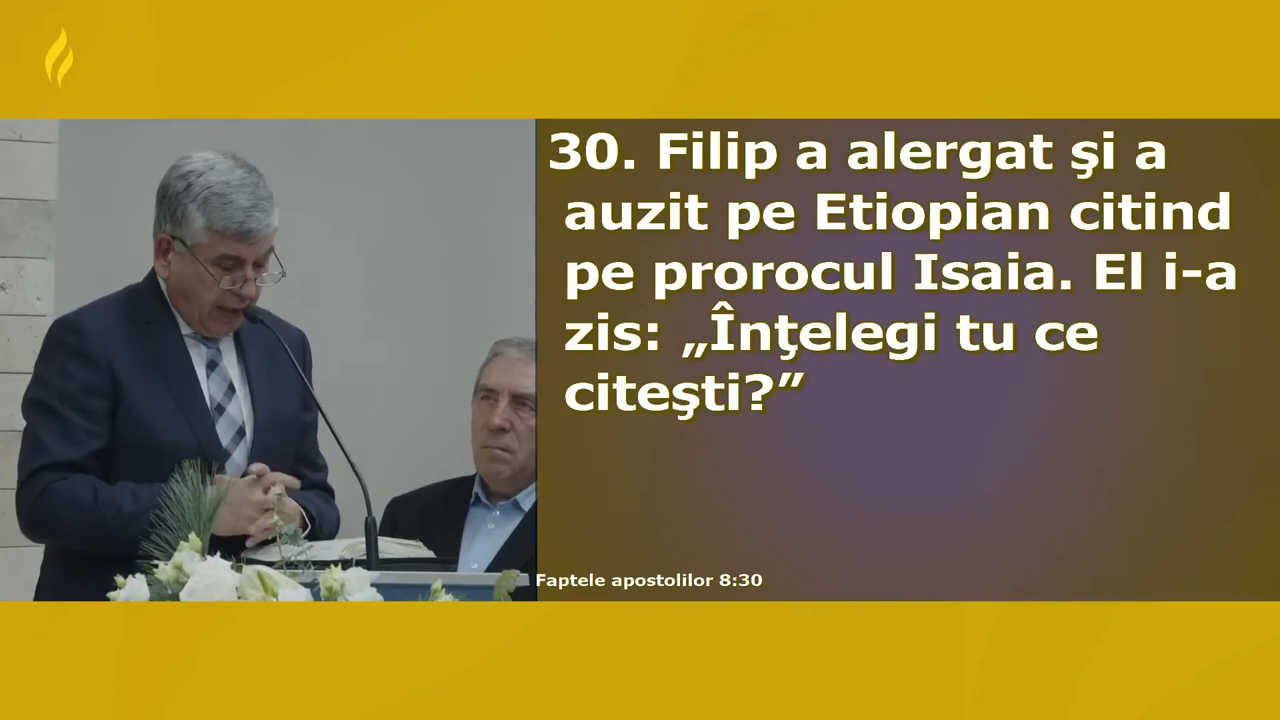 30. Filip a alergat şi a
auzit pe Etiopian citind
pe prorocul Isaia. El i-a
zis: „Înţelegi tu ce
citeşti?”
Faptele apostolilor 8:30